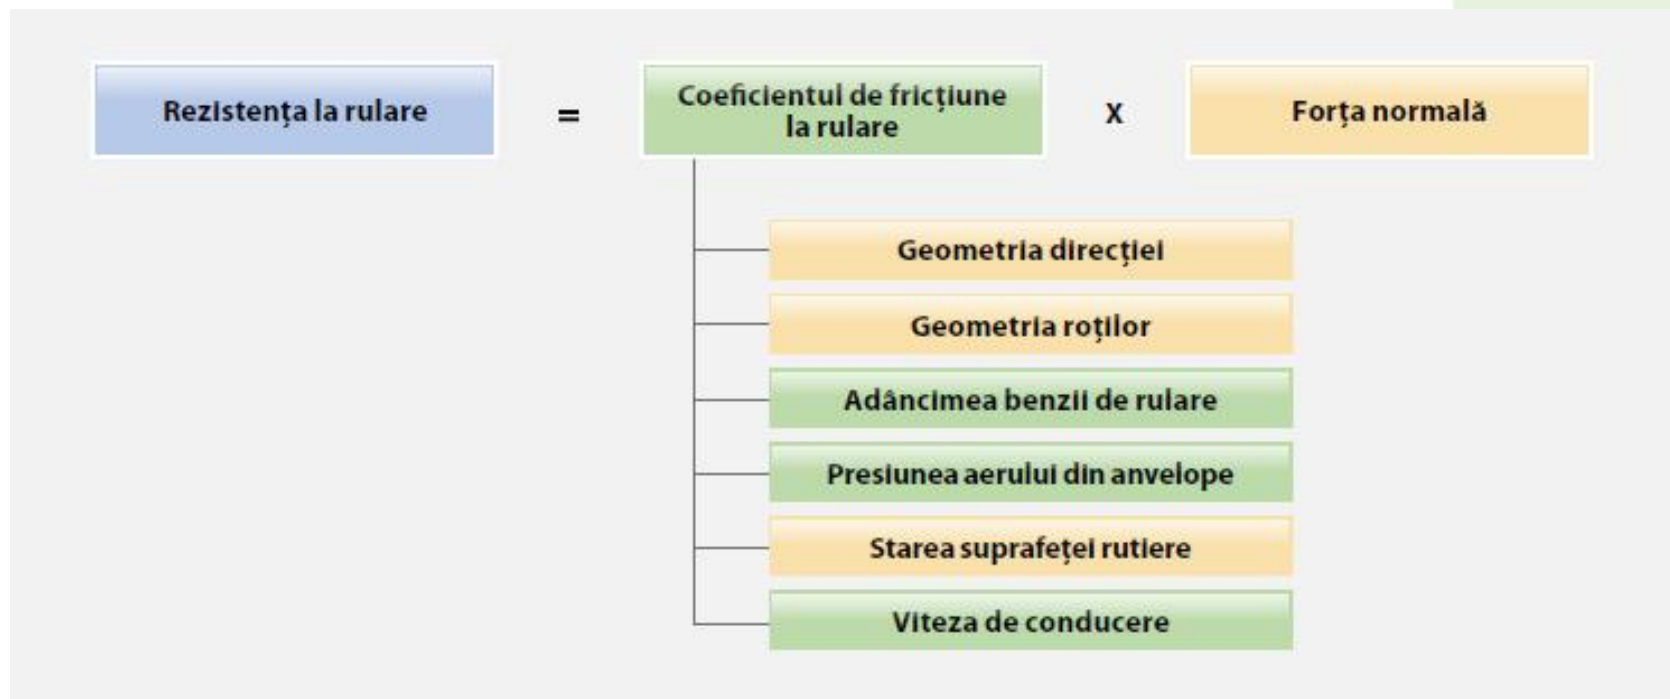 Rezistența la rulare
=
Coeficientul de fricțiune
la rulare
x
Forța normală
Geometria direcției
Geometria roților
Adâncimea benzii de rulare
Presiunea aerului din anvelope
Starea suprafeței rutiere
Viteza de conducere